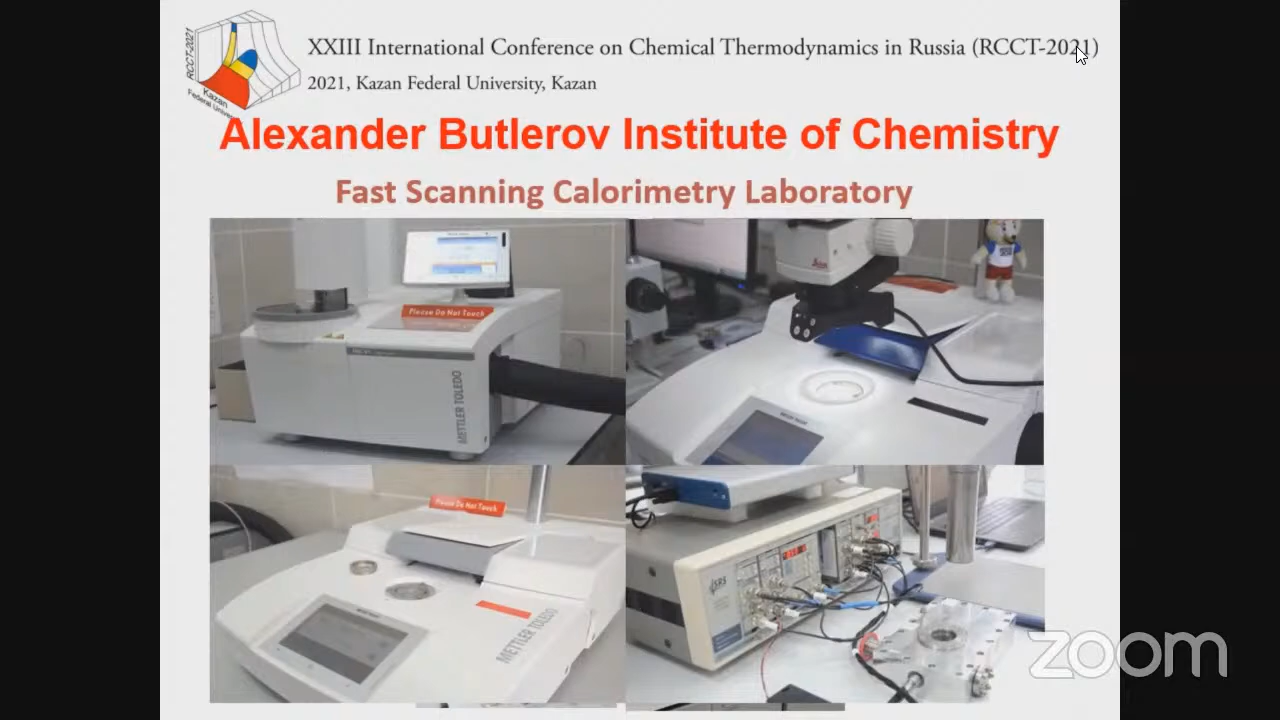 RCCT-2021
Kazan
XXIII International Conference on Chemical Thermodynamics in Russia (RCCT-2021)
2021, Kazan Federal University, Kazan
Alexander Butlerov Institute of Chemistry
Fast Scanning Calorimetry Laboratory
Please Do Not Touch
METTLER TOLEDO
Leica
Please Do Not Touch
METTLER TOLEDO
SRS
zoom